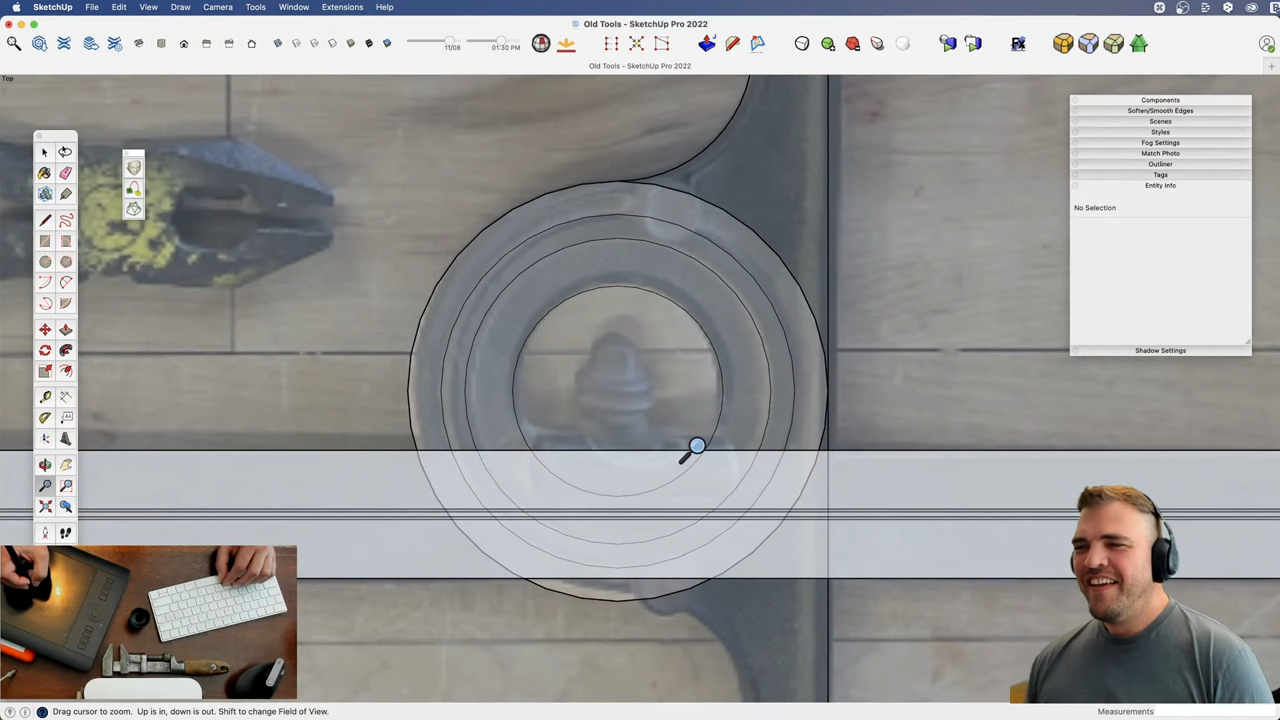 SketchUp File Edit View Draw Camera Tools Window Extensions Help
Old Tools - SketchUp Pro 2022
11/08 01:30 PM
Old Tools - SketchUp Pro 2022
Top
Components
Soften/Smooth Edges
Scenes
Styles
Fog Settings
Match Photo
Outliner
Tags
Entity Info
No Selection
Shadow Settings
Drag cursor to zoom. Up is in, down is out. Shift to change Field of View.
Measurements